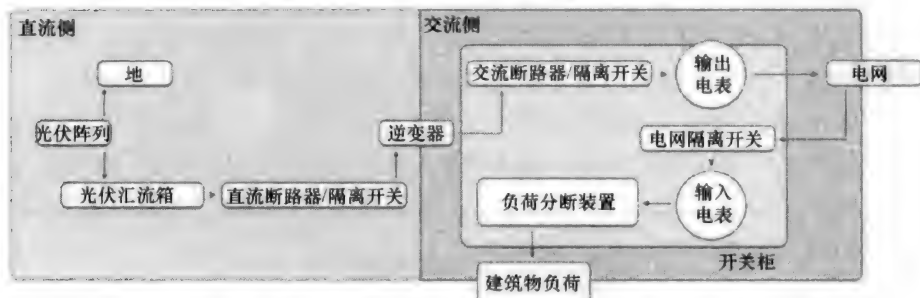 直流侧
交流侧
地
交流断路器/隔离开关
输出
电表
电网
光伏阵列
逆变器
电网隔离开关
光伏汇流箱
直流断路器/隔离开关
负荷分断装置
输入
电表
开关柜
建筑物负荷